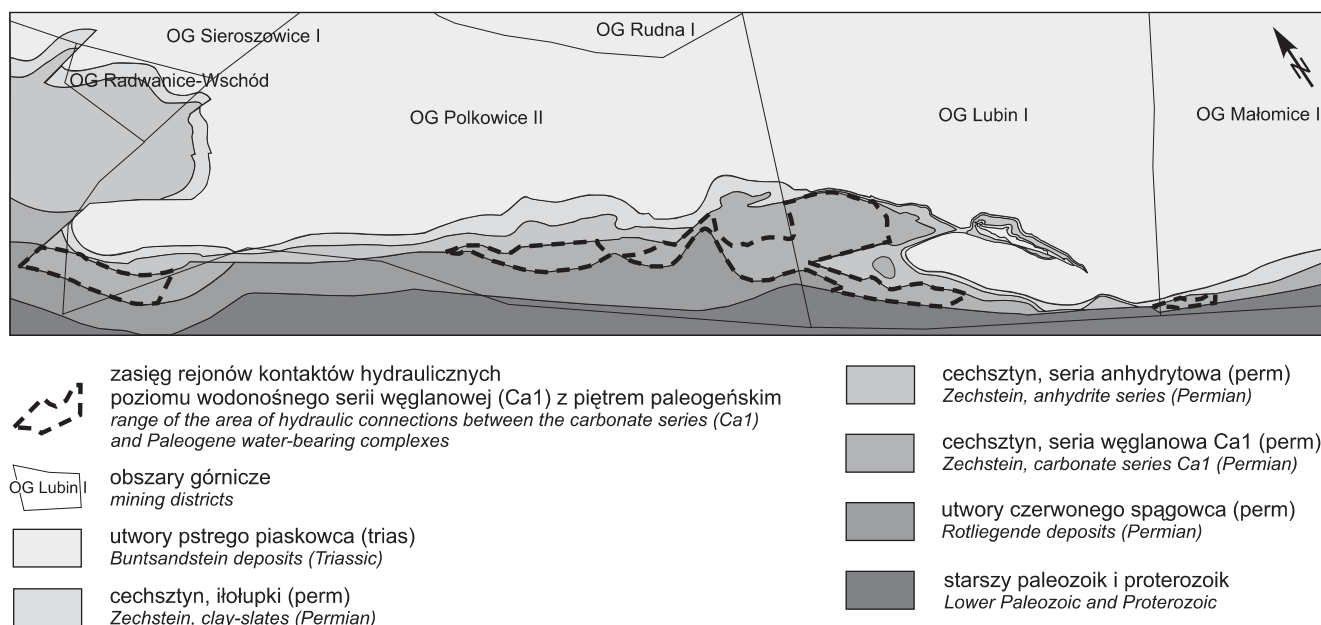 OG Sieroszowice I
OG Rudna I
N
OG Radwanice-Wschód
OG Polkowice II
OG Lubin I
OG Małomice I
zasięg rejonów kontaktów hydraulicznych
poziomu wodonośnego serii węglanowej (Ca1) z piętrem paleogeńskim
range of the area of hydraulic connections between the carbonate series (Ca1)
and Paleogene water-bearing complexes
OG Lubin I
obszary górnicze
mining districts
utwory pstrego piaskowca (trias)
Buntsandstein deposits (Triassic)
cechsztyn, iłołupki (perm)
Zechstein, clay-slates (Permian)
cechsztyn, seria anhydrytowa (perm)
Zechstein, anhydrite series (Permian)
cechsztyn, seria węglanowa Ca1 (perm)
Zechstein, carbonate series Ca1 (Permian)
utwory czerwonego spągowca (perm)
Rotliegende deposits (Permian)
starszy paleozoik i proterozoik
Lower Paleozoic and Proterozoic